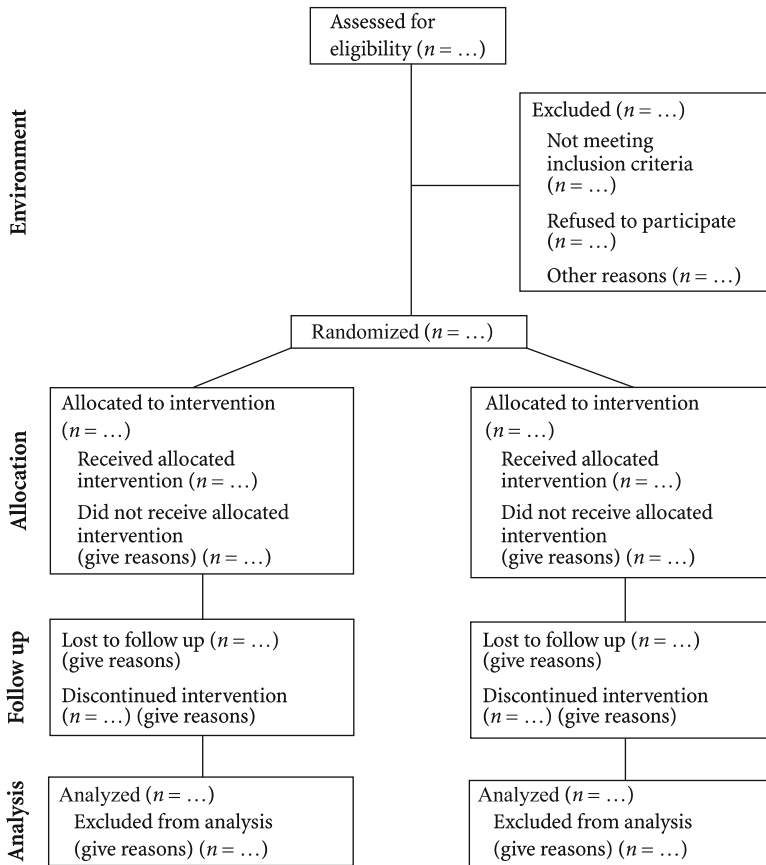 Assessed for
eligibility (n = …)
Environment
Excluded (n = …)
Not meeting
inclusion criteria
(n = …)
Refused to participate
(n = …)
Other reasons (n = …)
Randomized (n = …)
Allocation
Allocated to intervention
(n = …)
Received allocated
intervention (n = …)
Did not receive allocated
intervention
(give reasons) (n = …)
Allocated to intervention
(n = …)
Received allocated
intervention (n = …)
Did not receive allocated
intervention
(give reasons) (n = …)
Follow up
Lost to follow up (n = …)
(give reasons)
Discontinued intervention
(n = …) (give reasons)
Lost to follow up (n = …)
(give reasons)
Discontinued intervention
(n = …) (give reasons)
Analysis
Analyzed (n = …)
Excluded from analysis
(give reasons) (n = …)
Analyzed (n = …)
Excluded from analysis
(give reasons) (n = …)